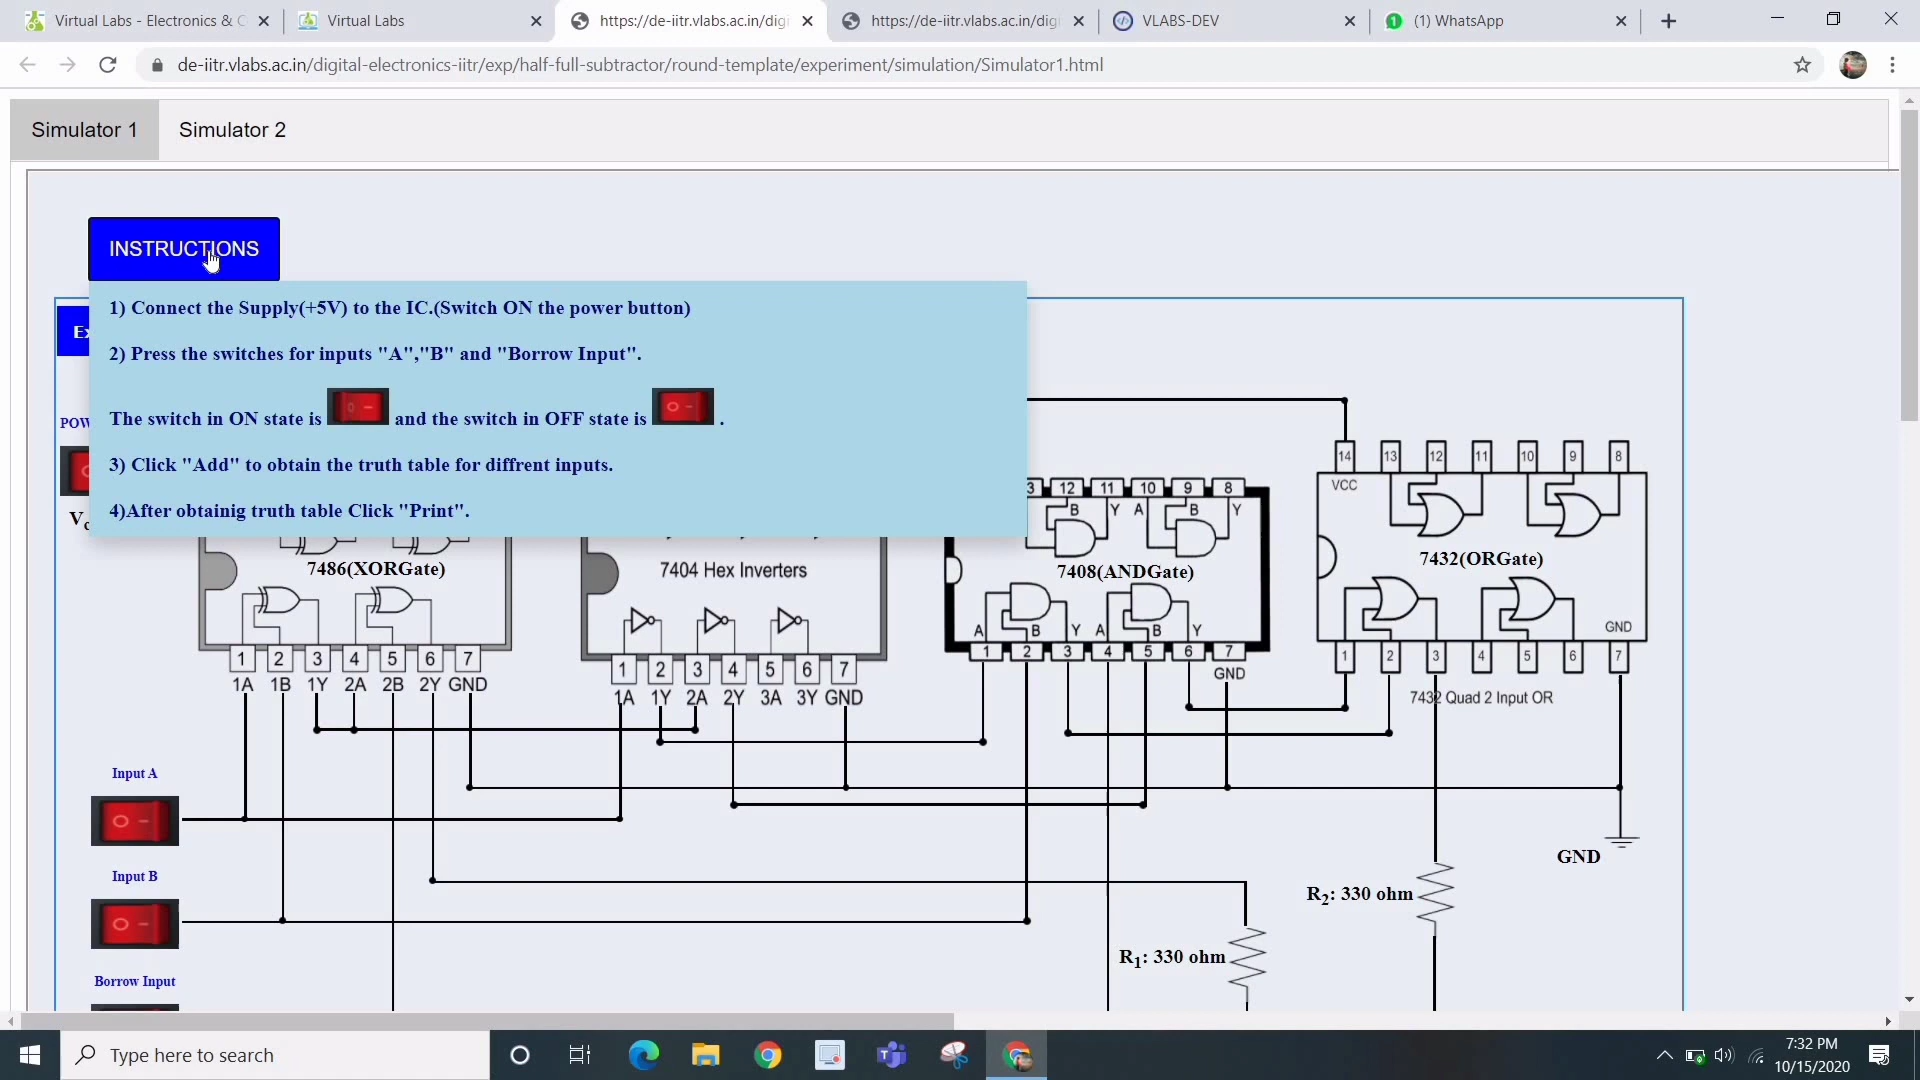 Virtual Labs - Electronics & C
Virtual Labs
https://de-iitr.vlabs.ac.in/digi
https://de-iitr.vlabs.ac.in/digi
VLABS-DEV
(1) WhatsApp
de-iitr.vlabs.ac.in/digital-electronics-iitr/exp/half-full-subtractor/round-template/experiment/simulation/Simulator1.html
Simulator 1
Simulator 2
INSTRUCTIONS
1) Connect the Supply(+5V) to the IC.(Switch ON the power button)
2) Press the switches for inputs "A","B" and "Borrow Input".
The switch in ON state is and the switch in OFF state is .
3) Click "Add" to obtain the truth table for diffrent inputs.
4)After obtainig truth table Click "Print".
14 13 12 11 10 9 8
VCC
3 12 11 10 9 8
B Y A B Y
7486(XORGate)
7404 Hex Inverters
7408(ANDGate)
7432(ORGate)
A B Y A B Y
GND
1 2 3 4 5 6 7
1A 1B 1Y 2A 2B 2Y GND
1 2 3 4 5 6 7
1A 1Y 2A 2Y 3A 3Y GND
1 2 3 4 5 6 7
GND
1 2 3 4 5 6 7
7432 Quad 2 Input OR
Input A
Input B
Borrow Input
GND
R2: 330 ohm
R1: 330 ohm
Type here to search
7:32 PM
10/15/2020